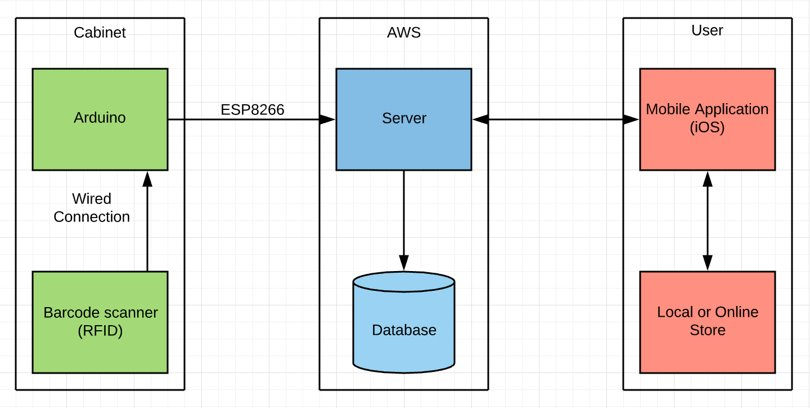 Cabinet
AWS
User
Arduino
ESP8266
Server
Mobile Application
(iOS)
Wired
Connection
Barcode scanner
(RFID)
Database
Local or Online
Store